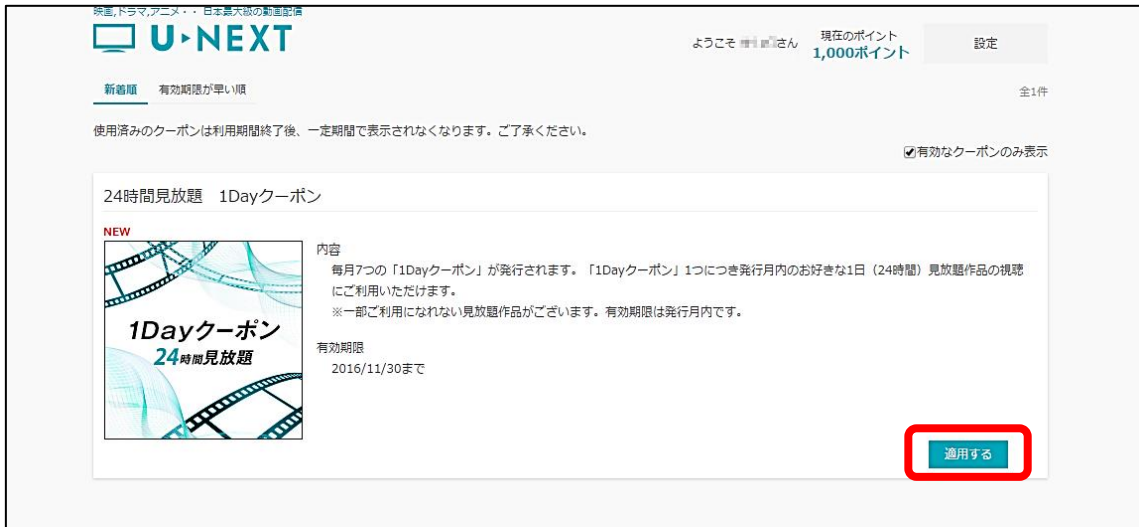 映画,ドラマ,アニメ・・ 日本最大級の動画配信
U-NEXT
ようこそ さん
現在のポイント
1,000ポイント
設定
新着順 有効期限が早い順
全1件
使用済みのクーポンは利用期間終了後、一定期間で表示されなくなります。ご了承ください。
有効なクーポンのみ表示
24時間見放題 1Dayクーポン
NEW
1Dayクーポン
24時間見放題
内容
毎月7つの「1Dayクーポン」が発行されます。「1Dayクーポン」1つにつき発行月内のお好きな1日（24時間）見放題作品の視聴
にご利用いただけます。
※一部ご利用になれない見放題作品がございます。有効期限は発行月内です。
有効期限
2016/11/30まで
適用する